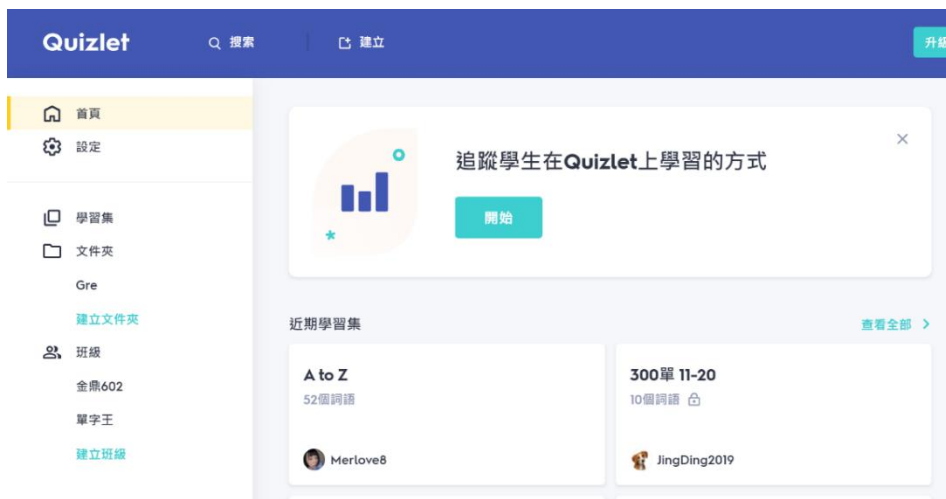 Quizlet
搜索
建立
升級
首頁
設定
學習集
文件夾
Gre
建立文件夾
班級
金鼎602
單字王
建立班級
追蹤學生在Quizlet上學習的方式
開始
近期學習集
查看全部
A to Z
52個詞語
Merlove8
300單 11-20
10個詞語
JingDing2019